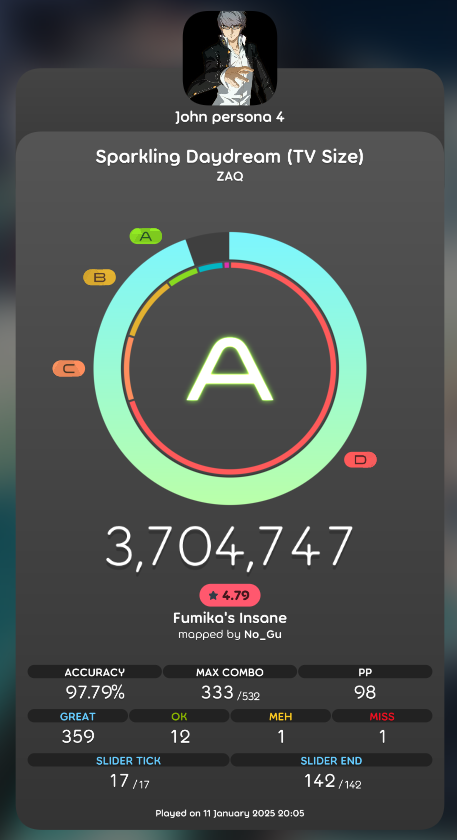 John persona 4
Sparkling Daydream (TV Size)
ZAQ
A
B
C
D
A
3,704,747
4.79
Fumika's Insane
mapped by No_Gu
ACCURACY MAX COMBO PP
97.79% 333 /532 98
GREAT OK MEH MISS
359 12 1 1
SLIDER TICK SLIDER END
17 /17 142 /142
Played on 11 January 2025 20:05